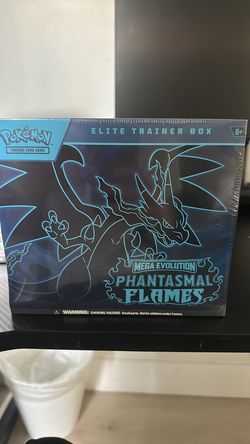 POKÉMON
TRADING CARD GAME
ELITE TRAINER BOX
6+
MEGA EVOLUTION
PHANTASMAL
FLAMES
WARNING: CHOKING HAZARD-Small parts. Not for children under 3 years.